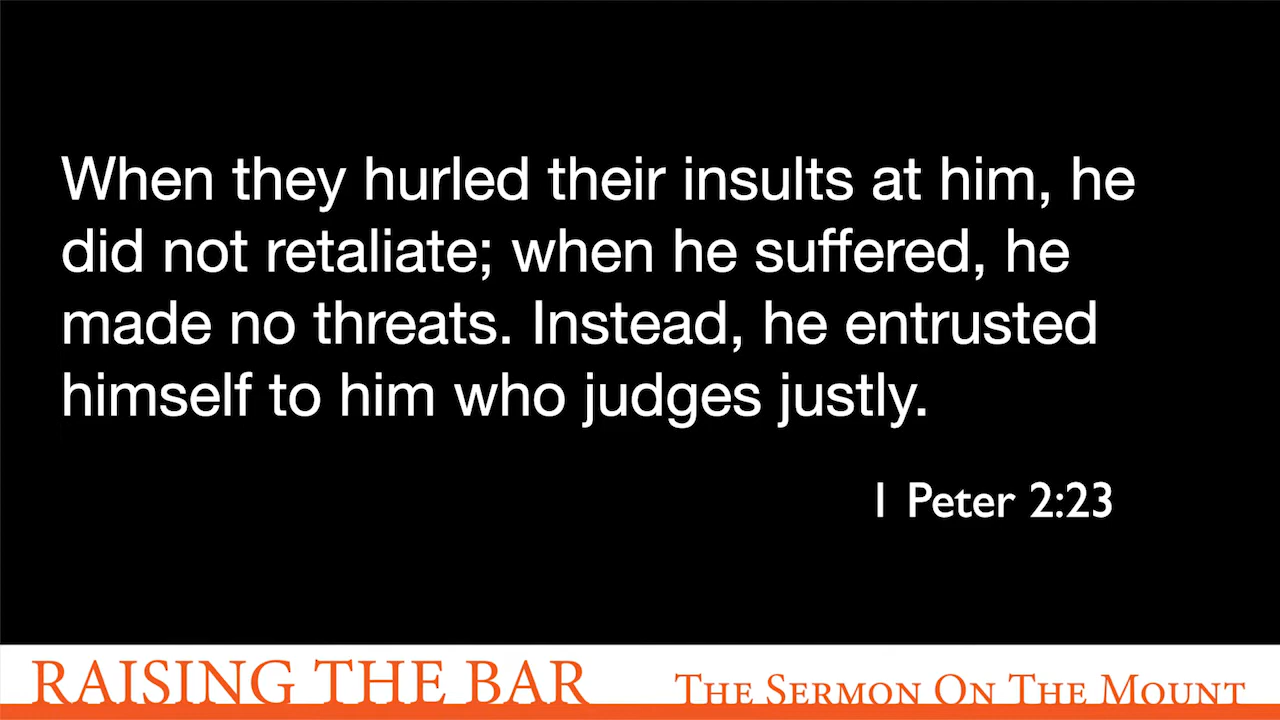 When they hurled their insults at him, he
did not retaliate; when he suffered, he
made no threats. Instead, he entrusted
himself to him who judges justly.
1 Peter 2:23
RAISING THE BAR
THE SERMON ON THE MOUNT